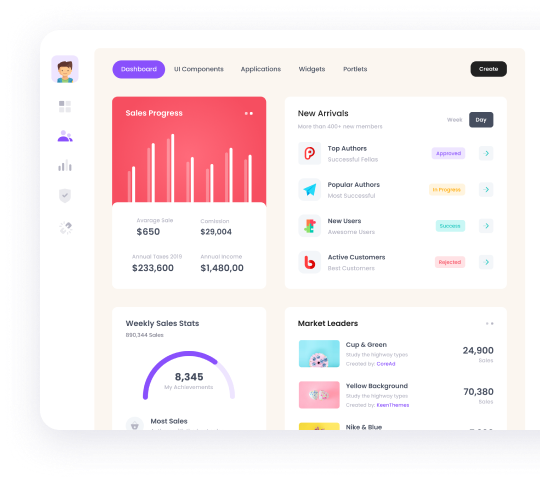 Dashboard UI Components Applications Widgets Portlets Create
Sales Progress
Avarage Sale Comission
$650 $29,004
Annual Taxes 2019 Annual Income
$233,600 $1,480,00
New Arrivals
More than 400+ new members
Week Day
Top Authors
Successful Fellas
Approved
Popular Authors
Most Successful
In Progress
New Users
Awesome Users
Success
Active Customers
Best Customers
Rejected
Weekly Sales Stats
890,344 Sales
8,345
My Achievements
Most Sales
Market Leaders
Cup & Green
Study the highway types
Created by: CoreAd
24,900
Sales
Yellow Background
Study the highway types
Created by: KeenThemes
70,380
Sales
Nike & Blue